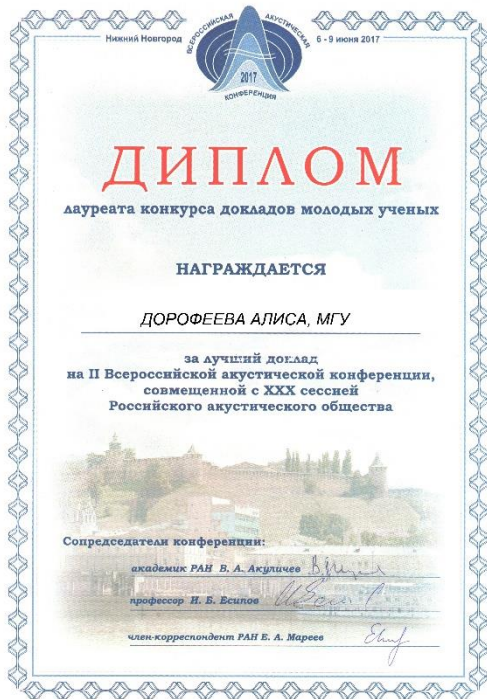 Нижний Новгород
ВСЕРОССИЙСКАЯ АКУСТИЧЕСКАЯ
6 - 9 июня 2017
2017
КОНФЕРЕНЦИЯ
ДИПЛОМ
лауреата конкурса докладов молодых ученых
НАГРАЖДАЕТСЯ
ДОРОФЕЕВА АЛИСА, МГУ
за лучший доклад
на II Всероссийской акустической конференции,
совмещенной с XXX сессией
Российского акустического общества
Сопредседатели конференции:
академик РАН В. А. Акуличев
профессор И. Б. Есипов
член-корреспондент РАН Е. А. Мареев